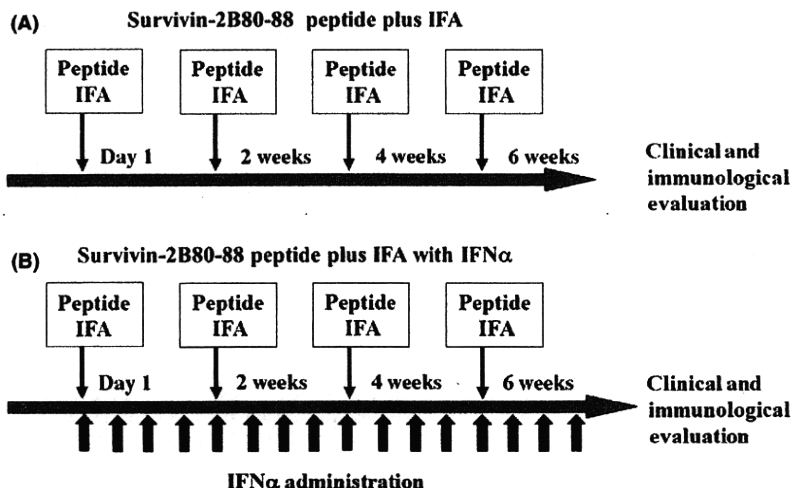 (A) Survivin-2B80-88 peptide plus IFA
Peptide IFA
Peptide IFA
Peptide IFA
Peptide IFA
Day 1
2 weeks
4 weeks
6 weeks
Clinical and
immunological
evaluation
(B) Survivin-2B80-88 peptide plus IFA with IFNα
Peptide IFA
Peptide IFA
Peptide IFA
Peptide IFA
Day 1
2 weeks
4 weeks
6 weeks
Clinical and
immunological
evaluation
IFNα administration